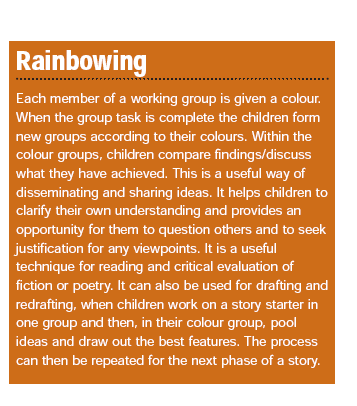 Rainbowing
Each member of a working group is given a colour.
When the group task is complete the children form
new groups according to their colours. Within the
colour groups, children compare findings/discuss
what they have achieved. This is a useful way of
disseminating and sharing ideas. It helps children to
clarify their own understanding and provides an
opportunity for them to question others and to seek
justification for any viewpoints. It is a useful
technique for reading and critical evaluation of
fiction or poetry. It can also be used for drafting and
redrafting, when children work on a story starter in
one group and then, in their colour group, pool
ideas and draw out the best features. The process
can then be repeated for the next phase of a story.